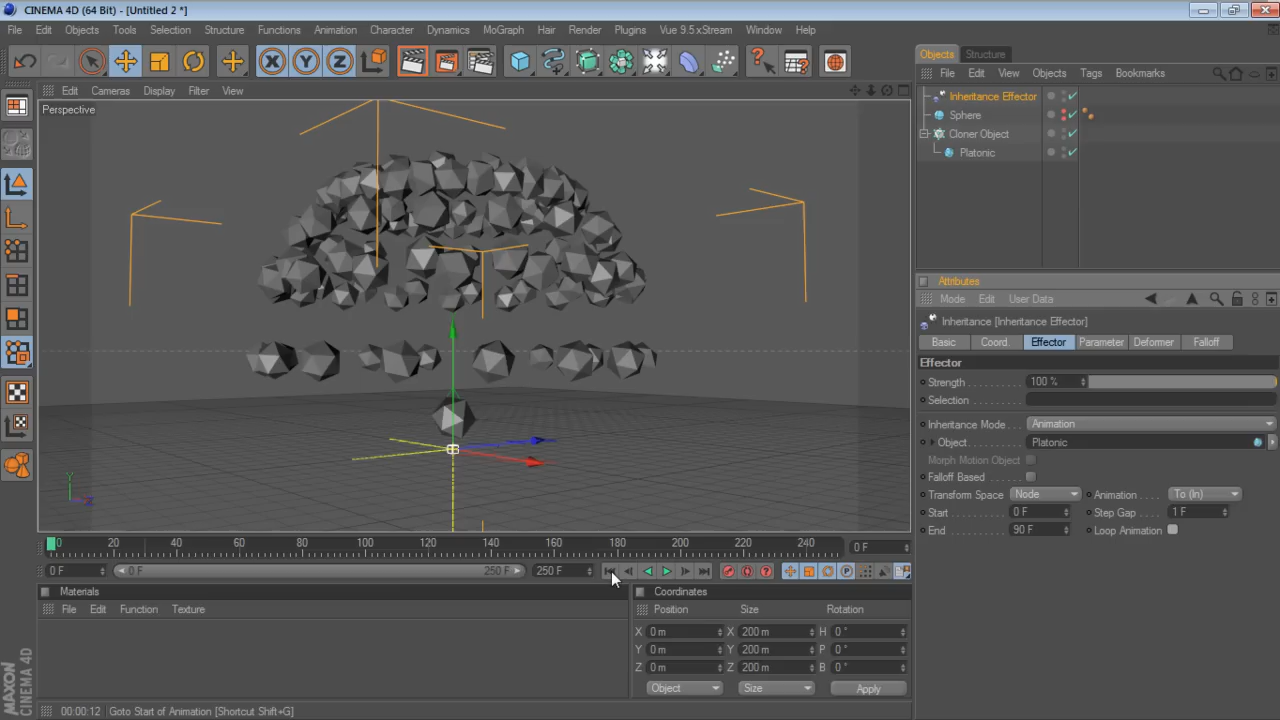 CINEMA 4D (64 Bit) - [Untitled 2 *]
File Edit Objects Tools Selection Structure Functions Animation Character Dynamics MoGraph Hair Render Plugins Vue 9.5xStream Window Help
X Y Z
Objects Structure
File Edit View Objects Tags Bookmarks
Edit Cameras Display Filter View
Perspective
Inheritance Effector
Sphere
Cloner Object
Platonic
Attributes
Mode Edit User Data
Inheritance [Inheritance Effector]
Basic Coord. Effector Parameter Deformer Falloff
Effector
Strength 100 %
Selection
Inheritance Mode Animation
Object Platonic
Morph Motion Object
Falloff Based
Transform Space Node Animation To (In)
Start 0 F Step Gap 1 F
End 90 F Loop Animation
Y
0 20 40 60 80 100 120 140 160 180 200 220 240 0 F
0 F 0 F 250 F 250 F
Materials
File Edit Function Texture
Coordinates
Position Size Rotation
X 0 m X 200 m H 0 °
Y 0 m Y 200 m P 0 °
Z 0 m Z 200 m B 0 °
Object Size Apply
MAXON
CINEMA 4D
00:00:12 Goto Start of Animation [Shortcut Shift+G]